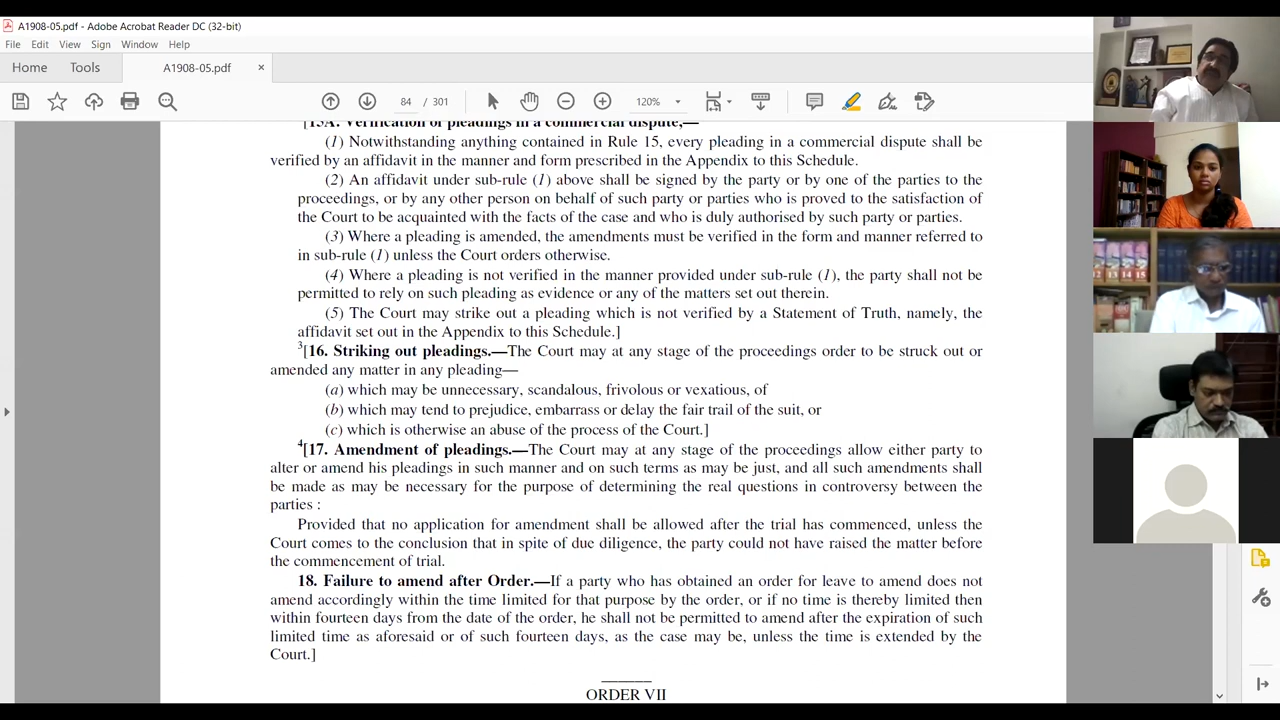 A1908-05.pdf - Adobe Acrobat Reader DC (32-bit)
File Edit View Sign Window Help
Home Tools A1908-05.pdf ×
84 / 301 120%
[15A. Verification of pleadings in a commercial dispute,—
(1) Notwithstanding anything contained in Rule 15, every pleading in a commercial dispute shall be
verified by an affidavit in the manner and form prescribed in the Appendix to this Schedule.
(2) An affidavit under sub-rule (1) above shall be signed by the party or by one of the parties to the
proceedings, or by any other person on behalf of such party or parties who is proved to the satisfaction of
the Court to be acquainted with the facts of the case and who is duly authorised by such party or parties.
(3) Where a pleading is amended, the amendments must be verified in the form and manner referred to
in sub-rule (1) unless the Court orders otherwise.
(4) Where a pleading is not verified in the manner provided under sub-rule (1), the party shall not be
permitted to rely on such pleading as evidence or any of the matters set out therein.
(5) The Court may strike out a pleading which is not verified by a Statement of Truth, namely, the
affidavit set out in the Appendix to this Schedule.]
3[16. Striking out pleadings.—The Court may at any stage of the proceedings order to be struck out or
amended any matter in any pleading—
(a) which may be unnecessary, scandalous, frivolous or vexatious, of
(b) which may tend to prejudice, embarrass or delay the fair trail of the suit, or
(c) which is otherwise an abuse of the process of the Court.]
4[17. Amendment of pleadings.—The Court may at any stage of the proceedings allow either party to
alter or amend his pleadings in such manner and on such terms as may be just, and all such amendments shall
be made as may be necessary for the purpose of determining the real questions in controversy between the
parties :
Provided that no application for amendment shall be allowed after the trial has commenced, unless the
Court comes to the conclusion that in spite of due diligence, the party could not have raised the matter before
the commencement of trial.
18. Failure to amend after Order.—If a party who has obtained an order for leave to amend does not
amend accordingly within the time limited for that purpose by the order, or if no time is thereby limited then
within fourteen days from the date of the order, he shall not be permitted to amend after the expiration of such
limited time as aforesaid or of such fourteen days, as the case may be, unless the time is extended by the
Court.]
ORDER VII
12 13 14 15